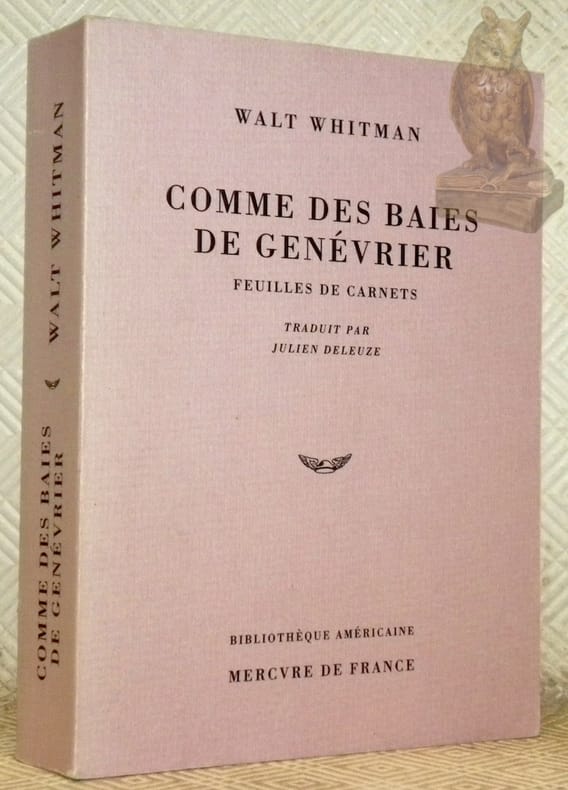 WALT WHITMAN
COMME DES BAIES
DE GENÉVRIER
FEUILLES DE CARNETS
TRADUIT PAR
JULIEN DELEUZE
BIBLIOTHÈQUE AMÉRICAINE
MERCVRE DE FRANCE
COMME DES BAIES
DE GENÉVRIER
WALT WHITMAN